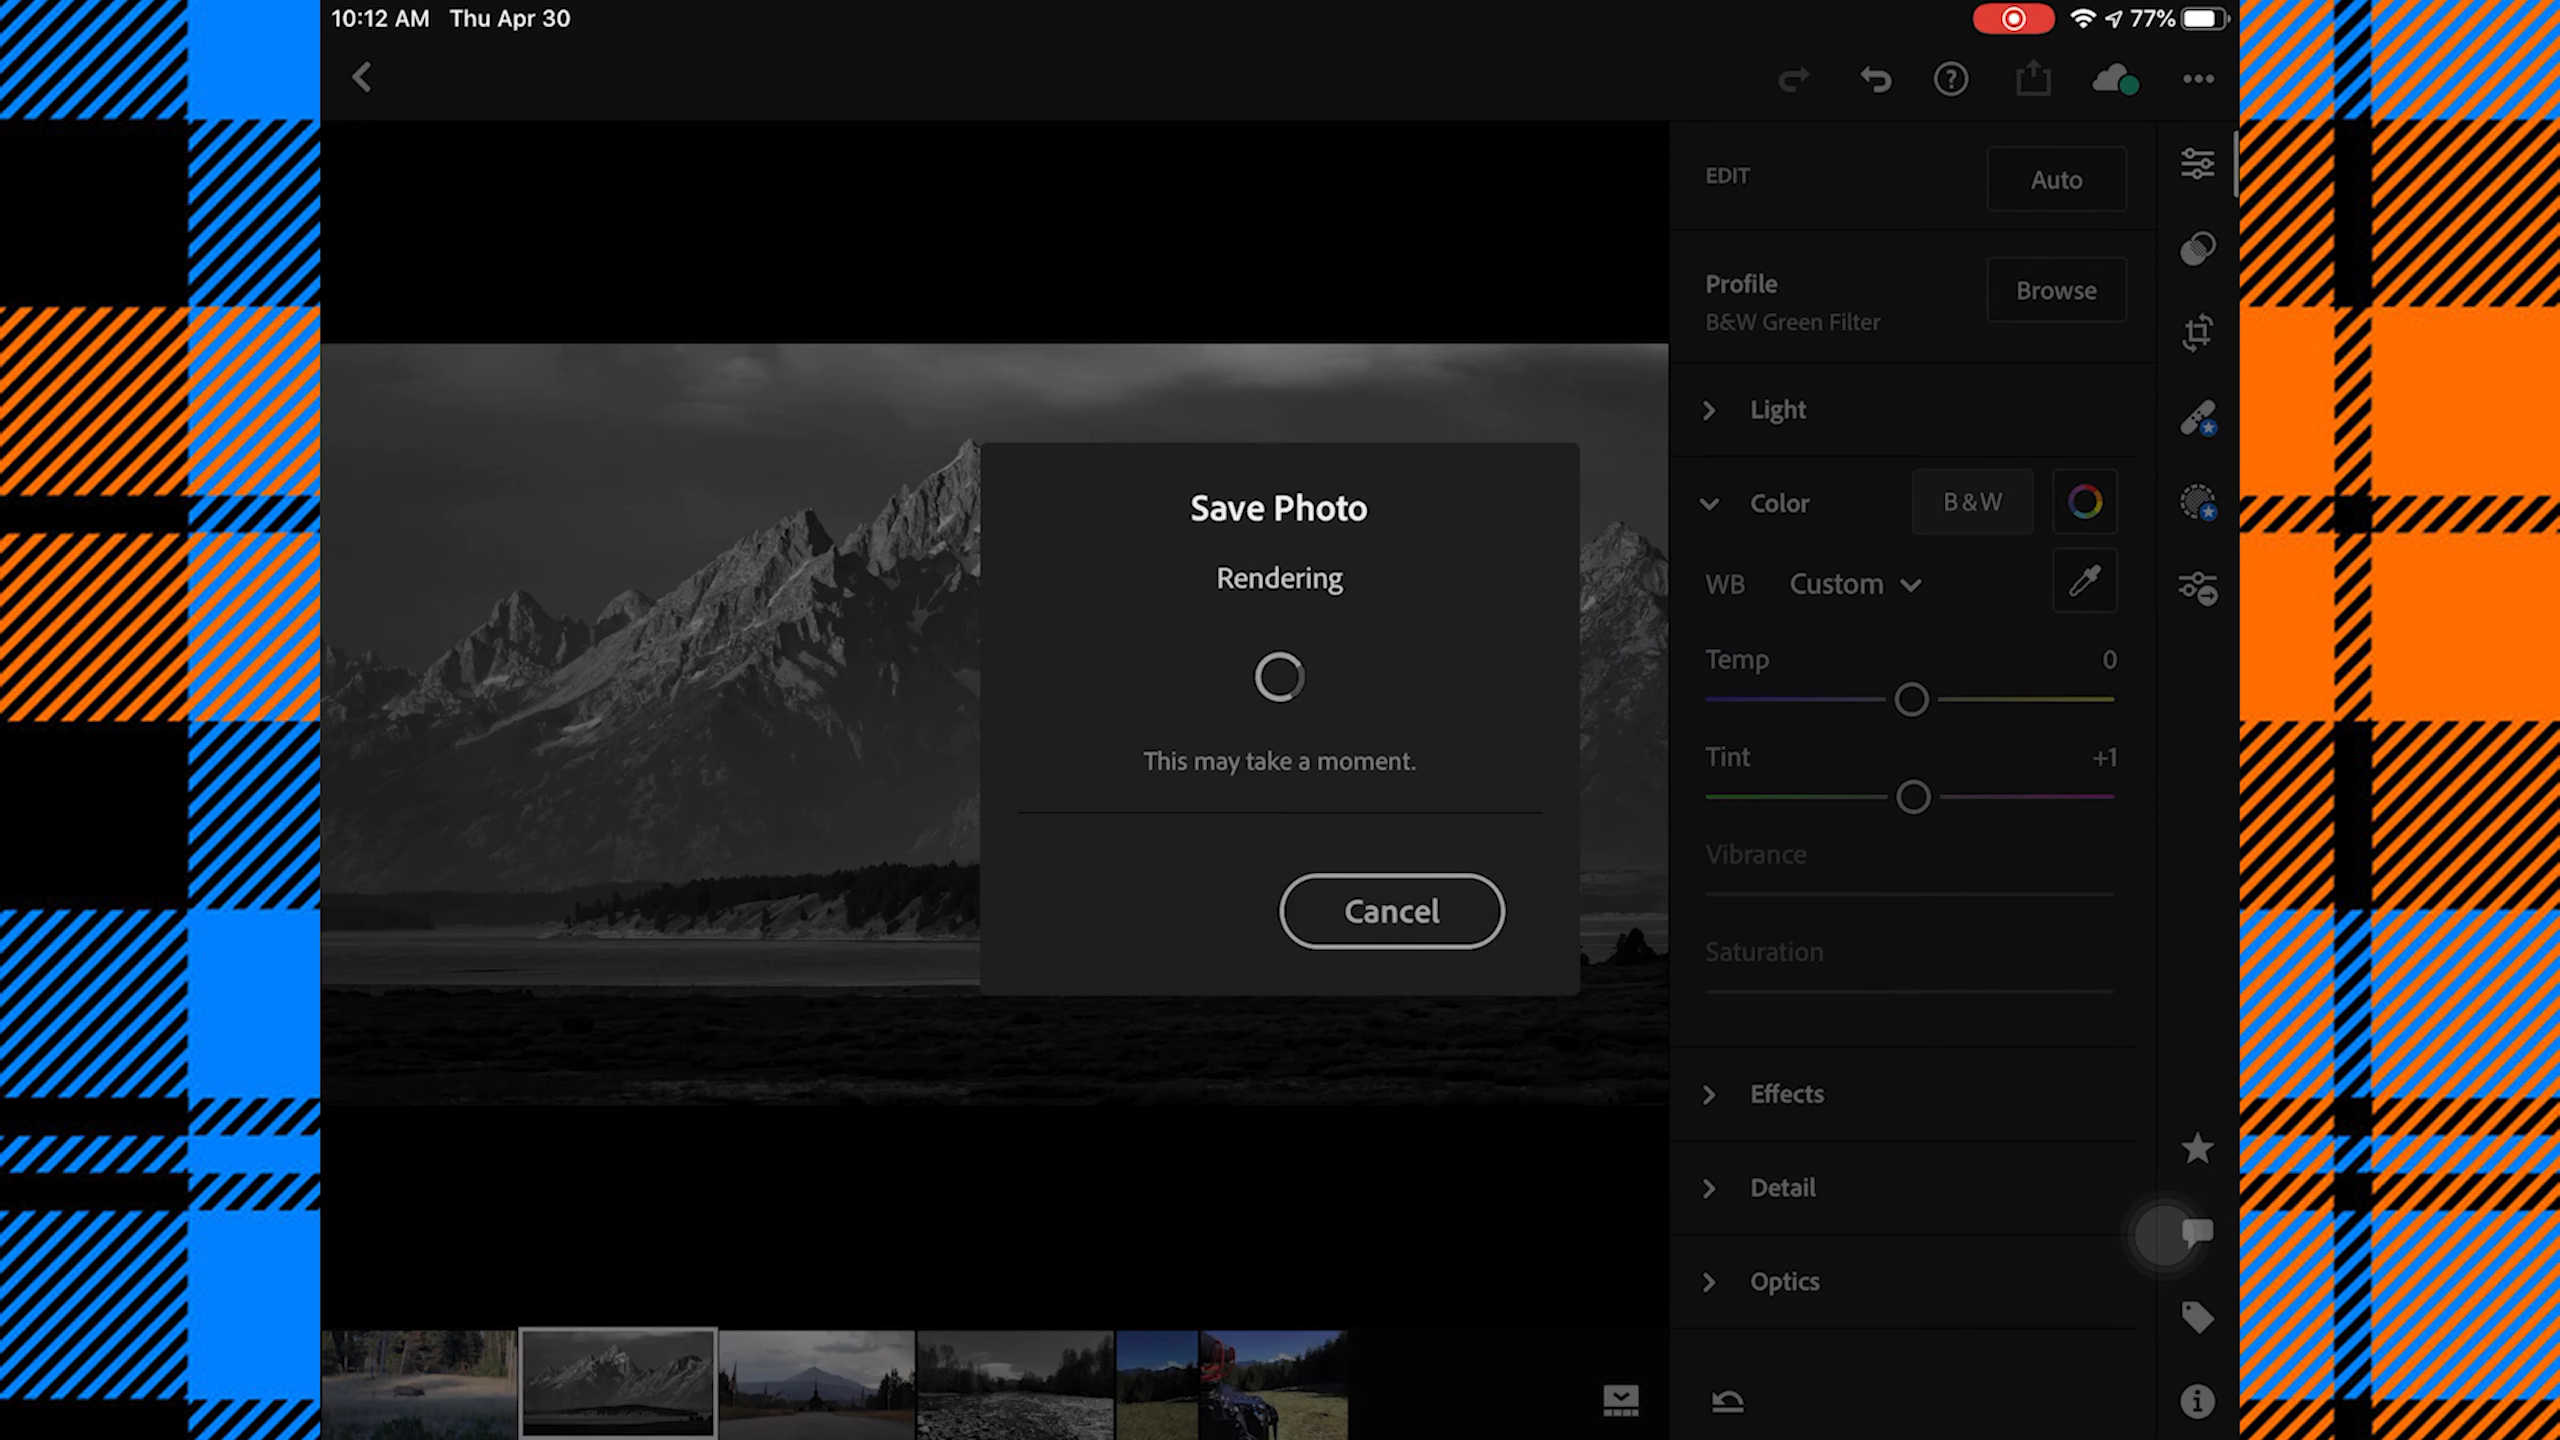 10:12 AM Thu Apr 30
77%
EDIT
Auto
Profile
B&W Green Filter
Browse
Light
Color
B&W
WB
Custom
Temp
0
Tint
+1
Vibrance
Saturation
Effects
Detail
Optics
Save Photo
Rendering
This may take a moment.
Cancel